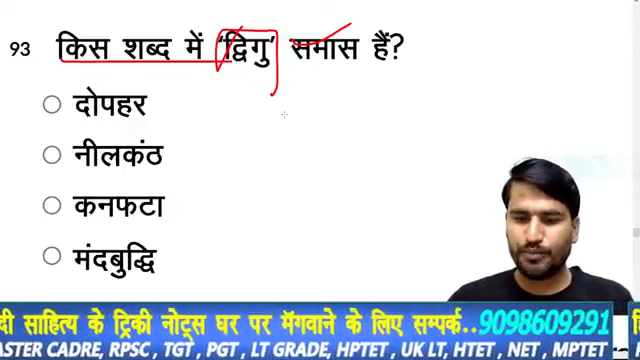 93 किस शब्द में 'द्विगु' समास हैं?
दोपहर
नीलकंठ
कनफटा
मंदबुद्धि
दी साहित्य के ट्रिकी नोट्स घर पर मॅगवाने के लिए सम्पर्क..9098609291
ASTER CADRE, RPSC , TGT , PGT , LT GRADE, HPTET , UK LT, HTET , NET . MPTET